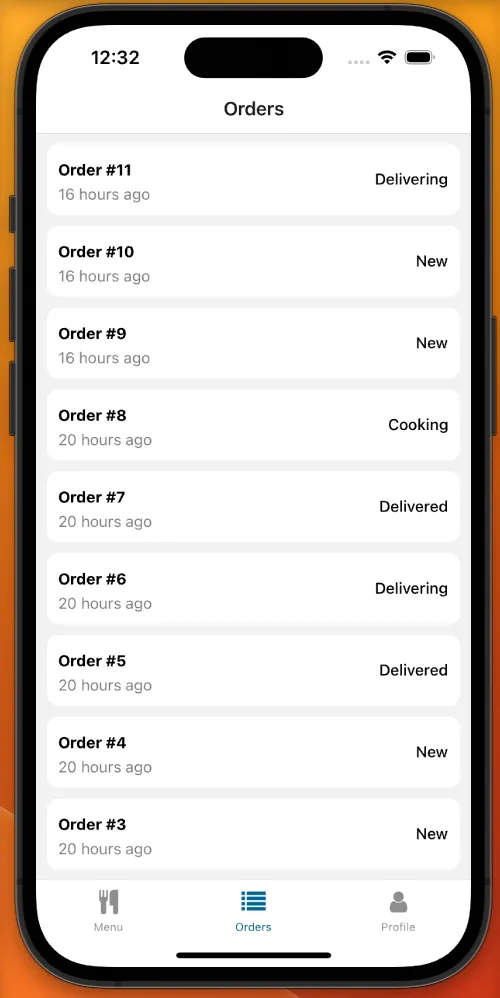 12:32
Orders
Order #11
16 hours ago
Delivering
Order #10
16 hours ago
New
Order #9
16 hours ago
New
Order #8
20 hours ago
Cooking
Order #7
20 hours ago
Delivered
Order #6
20 hours ago
Delivering
Order #5
20 hours ago
Delivered
Order #4
20 hours ago
New
Order #3
20 hours ago
New
Menu
Orders
Profile